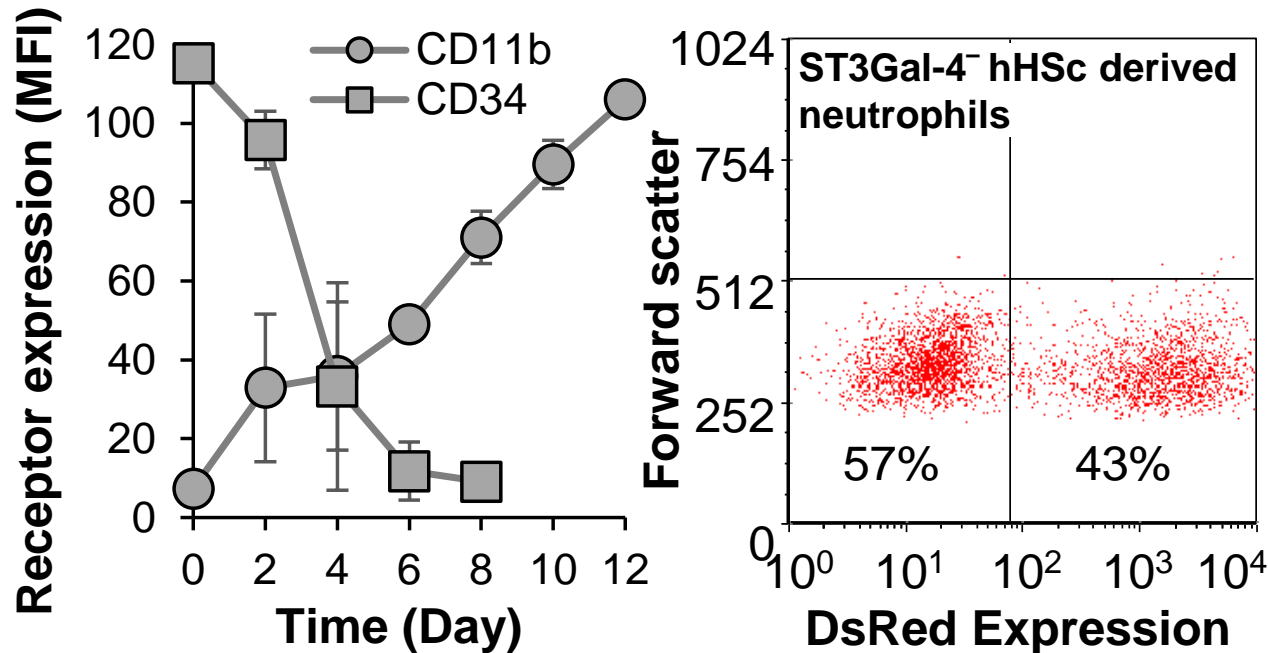 Receptor expression (MFI)
120
100
80
60
40
20
0
CD11b
CD34
0 2 4 6 8 10 12
Time (Day)
Forward scatter
1024
754
512
252
0
ST3Gal-4⁻ hHSc derived
neutrophils
57% 43%
10⁰ 10¹ 10² 10³ 10⁴
DsRed Expression